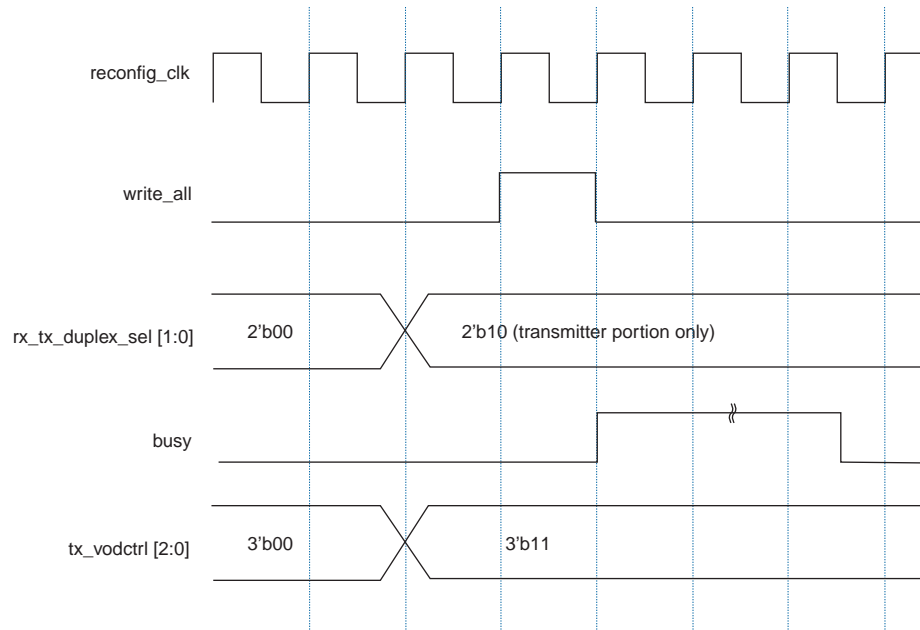 reconfig_clk
write_all
rx_tx_duplex_sel [1:0]
2’b00
2’b10 (transmitter portion only)
busy
tx_vodctrl [2:0]
3’b00
3’b11